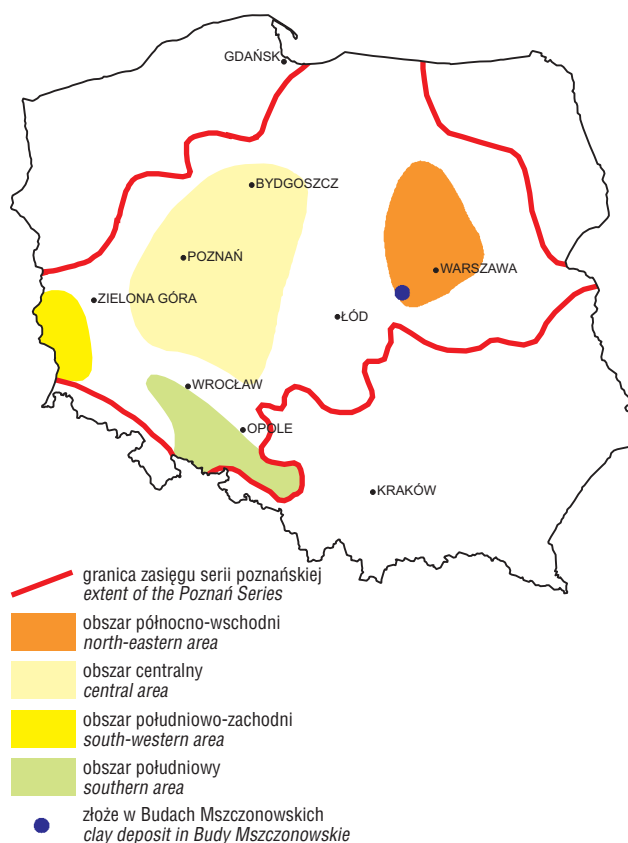 GDAŃSK
BYDGOSZCZ
POZNAŃ
WARSZAWA
ZIELONA GÓRA
ŁÓD
WROCŁAW
OPOLE
KRAKÓW
granica zasięgu serii poznańskiej
extent of the Poznań Series
obszar północno-wschodni
north-eastern area
obszar centralny
central area
obszar południowo-zachodni
south-western area
obszar południowy
southern area
złoże w Budach Mszczonowskich
clay deposit in Budy Mszczonowskie